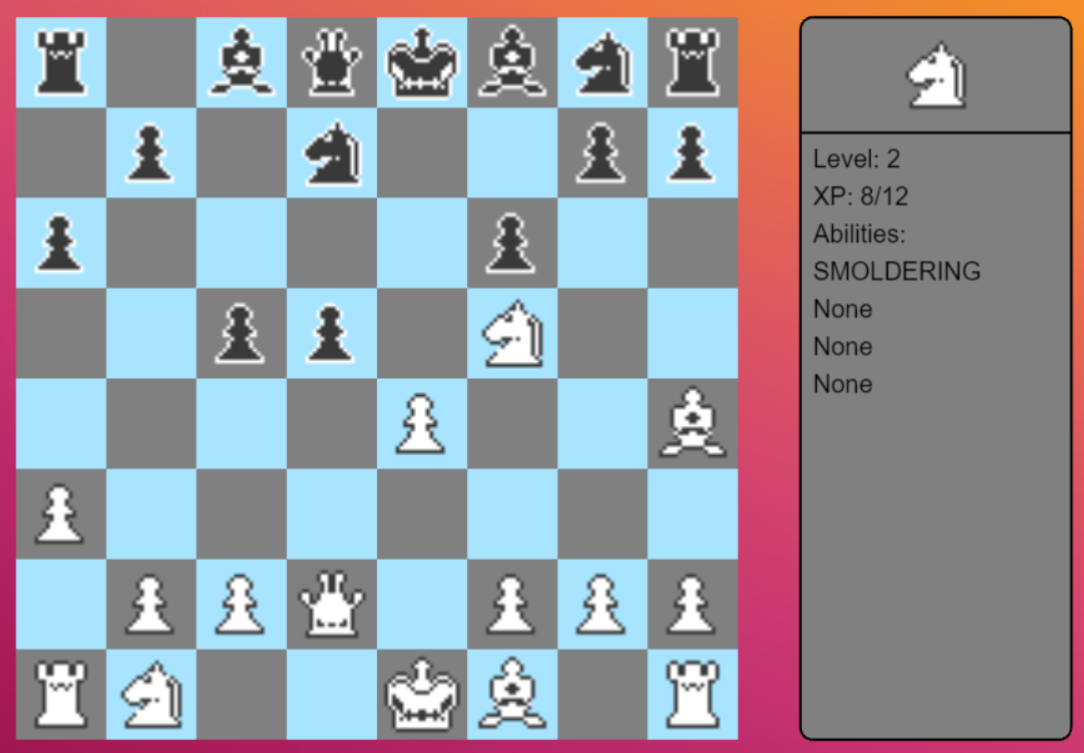 Level: 2
XP: 8/12
Abilities:
SMOLDERING
None
None
None